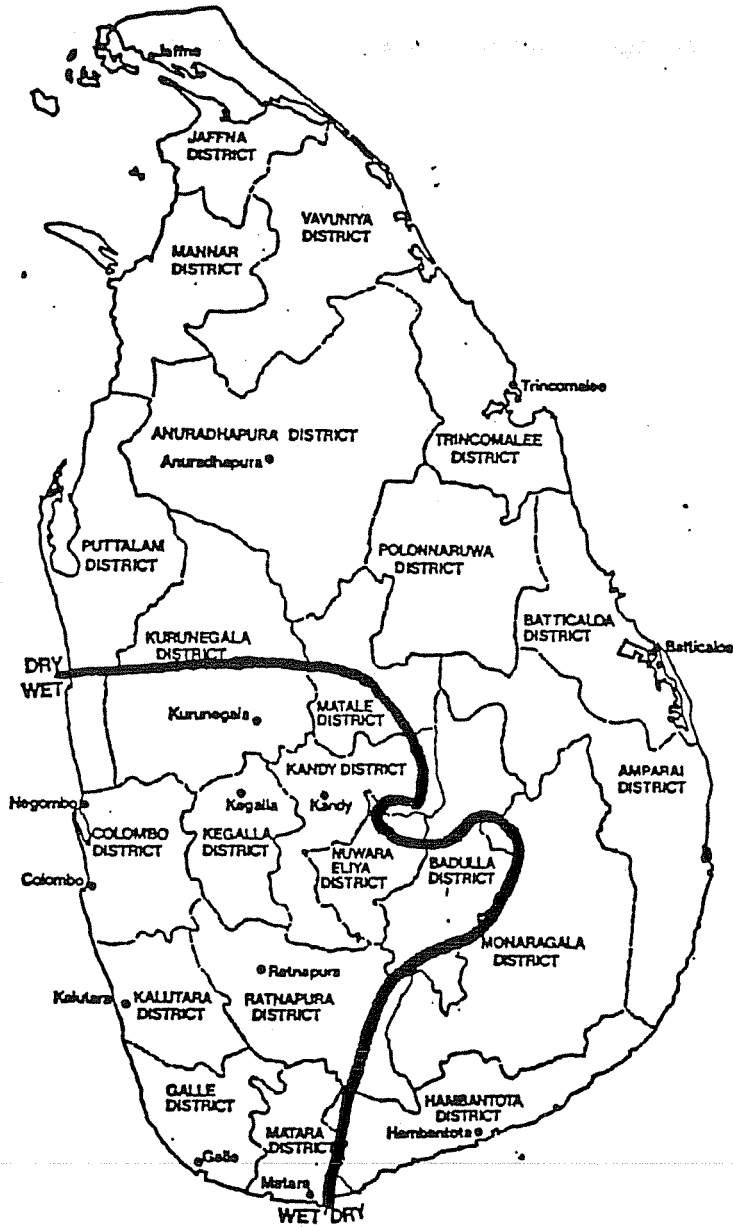 Jaffna
JAFFNA
DISTRICT
VAVUNIYA
DISTRICT
MANNAR
DISTRICT
Trincomalee
ANURADHAPURA DISTRICT
Anuradhapura
TRINCOMALEE
DISTRICT
PUTTALAM
DISTRICT
POLONNARUWA
DISTRICT
BATTICALOA
DISTRICT
Batticaloa
KURUNEGALA
DISTRICT
DRY
WET
MATALE
DISTRICT
Kurunegala
KANDY DISTRICT
AMPARAI
DISTRICT
Negombo
Kegalla
Kandy
COLOMBO
DISTRICT
KEGALLA
DISTRICT
NUWARA
ELIYA
DISTRICT
BADULLA
DISTRICT
Colombo
MONARAGALA
DISTRICT
Ratnapura
Kalutara
KALUTARA
DISTRICT
RATNAPURA
DISTRICT
GALLE
DISTRICT
HAMBANTOTA
DISTRICT
Hambantota
MATARA
DISTRICT
Galle
Matara
WET DRY